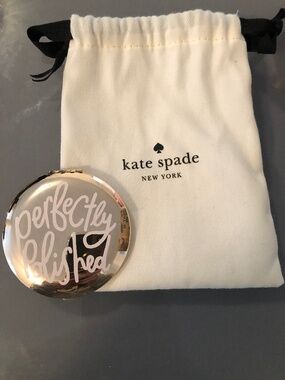 kate spade
NEW YORK
perfectly
Polished